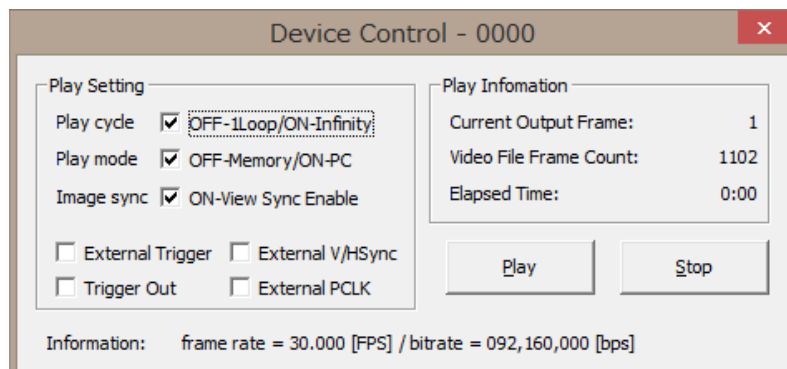 Device Control - 0000
Play Setting
Play cycle OFF-1Loop/ON-Infinity
Play mode OFF-Memory/ON-PC
Image sync ON-View Sync Enable
External Trigger External V/HSync
Trigger Out External PCLK
Play Infomation
Current Output Frame: 1
Video File Frame Count: 1102
Elapsed Time: 0:00
Play Stop
Information: frame rate = 30.000 [FPS] / bitrate = 092,160,000 [bps]